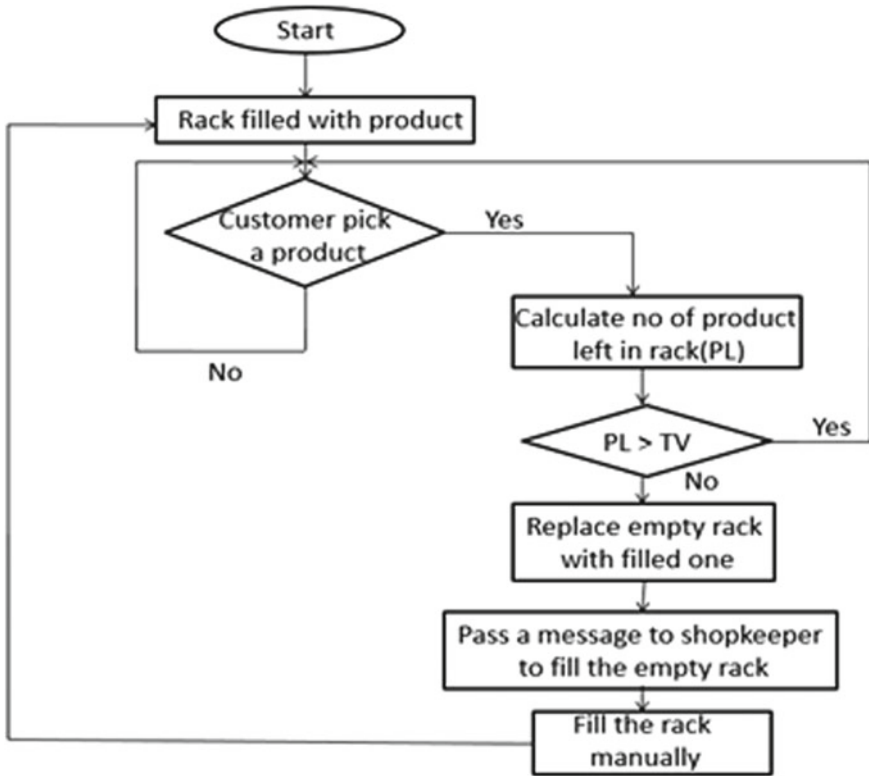 Start
Rack filled with product
Customer pick
a product
Yes
No
Calculate no of product
left in rack(PL)
PL > TV
Yes
No
Replace empty rack
with filled one
Pass a message to shopkeeper
to fill the empty rack
Fill the rack
manually